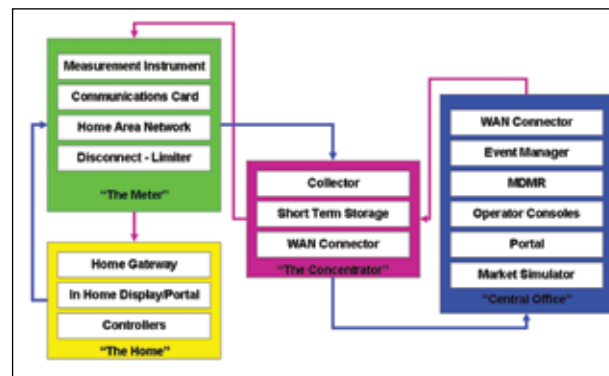 Measurement Instrument
Communications Card
Home Area Network
Disconnect - Limiter
"The Meter"
Home Gateway
In Home Display/Portal
Controllers
"The Home"
Collector
Short Term Storage
WAN Connector
"The Concentrator"
WAN Connector
Event Manager
MDMR
Operator Consoles
Portal
Market Simulator
"Central Office"